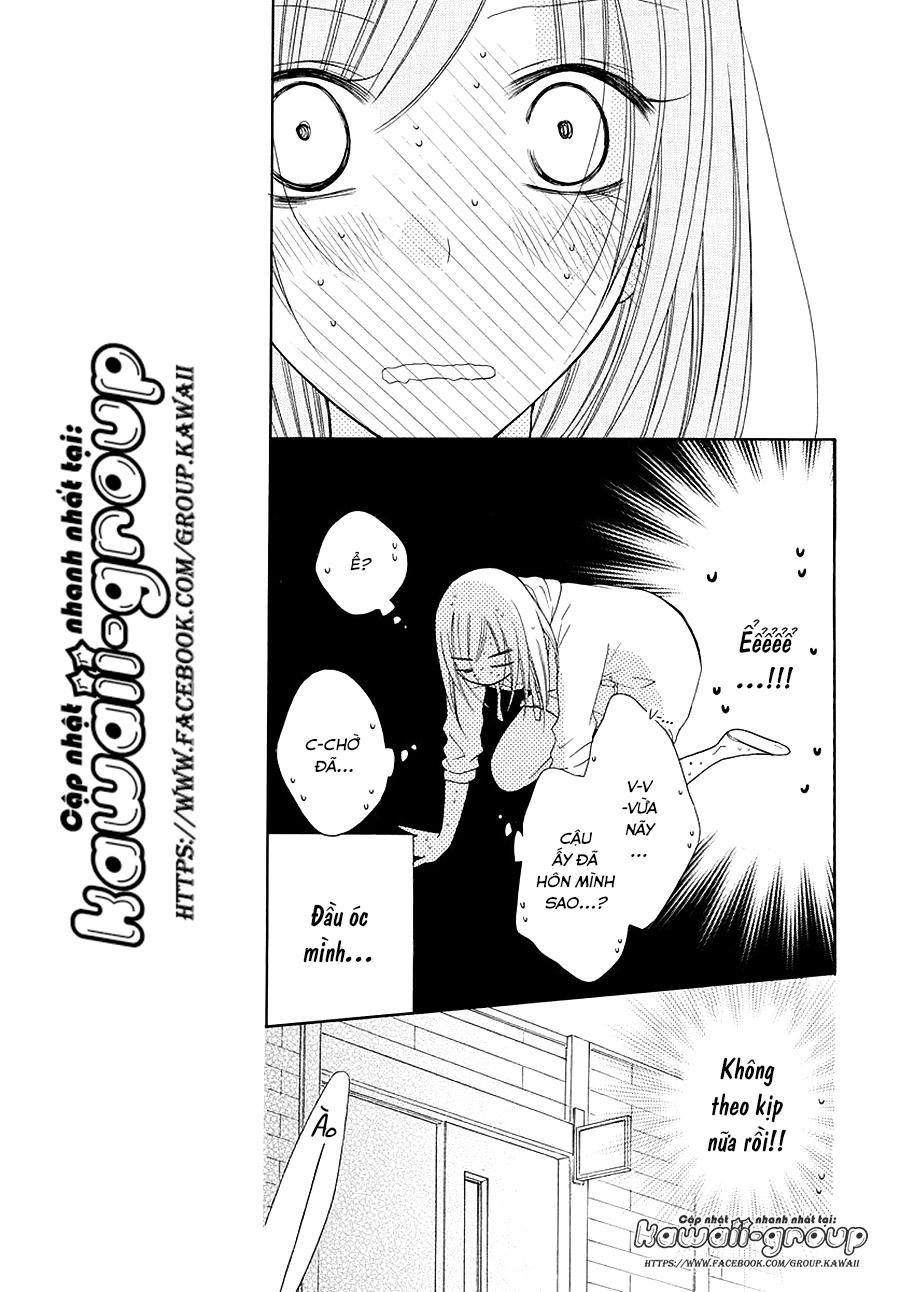 Cập nhật nhanh nhất tại:
kawaii-group
HTTPS://WWW.FACEBOOK.COM/GROUP.KAWAII
Ểểểểể
...!!!
Ể?
C-CHỜ
ĐÃ...
V-...
V-V
-VỪA
NÃY
...
CẬU
ẤY ĐÃ
HÔN MÌNH
SAO...?
Đầu óc
mình...
Không
theo kịp
nữa rồi!!
Ào
Cập nhật nhanh nhất tại:
kawaii-group
HTTPS://WWW.FACEBOOK.COM/GROUP.KAWAII